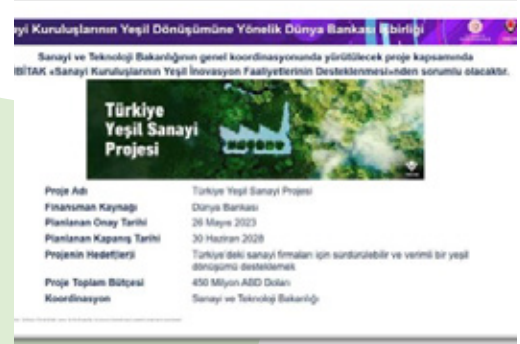 ayi Kuruluşlarının Yeşil Dönüşümüne Yönelik Dünya Bankası İşbirliği
Sanayi ve Teknoloji Bakanlığının genel koordinasyonunda yürütülecek proje kapsamında
BİTAK «Sanayi Kuruluşlarının Yeşil İnovasyon Faaliyetlerinin Desteklenmesi»nden sorumlu olacaktır.
Türkiye
Yeşil Sanayi
Projesi
Proje Adı Türkiye Yeşil Sanayi Projesi
Finansman Kaynağı Dünya Bankası
Planlanan Onay Tarihi 26 Mayıs 2023
Planlanan Kapanış Tarihi 30 Haziran 2028
Projenin Hedef(ler)i Türkiye'deki sanayi firmaları için sürdürülebilir ve verimli bir yeşil
dönüşümü desteklemek
Proje Toplam Bütçesi 450 Milyon ABD Doları
Koordinasyon Sanayi ve Teknoloji Bakanlığı